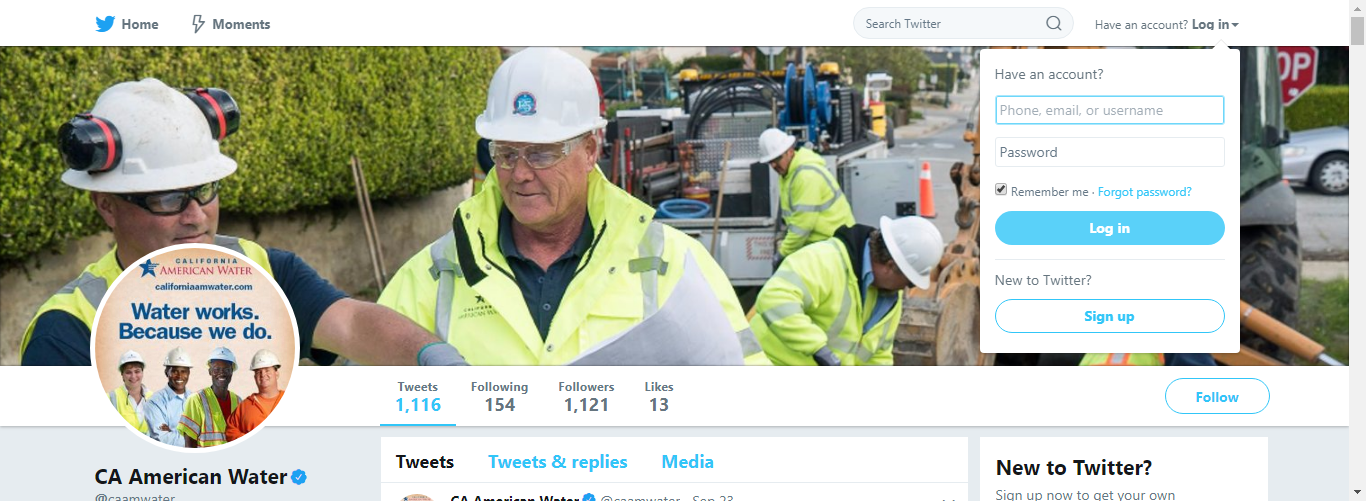 Home
Moments
Search Twitter
Have an account? Log in
Have an account?
Phone, email, or username
Password
Remember me · Forgot password?
Log in
New to Twitter?
Sign up
OP
CALIFORNIA
AMERICAN WATER
californiaamwater.com
Water works.
Because we do.
Tweets
1,116
Following
154
Followers
1,121
Likes
13
Follow
CA American Water
@caamwater
Tweets
Tweets & replies
Media
CA American Water @caamwater · Sep 23
New to Twitter?
Sign up now to get your own